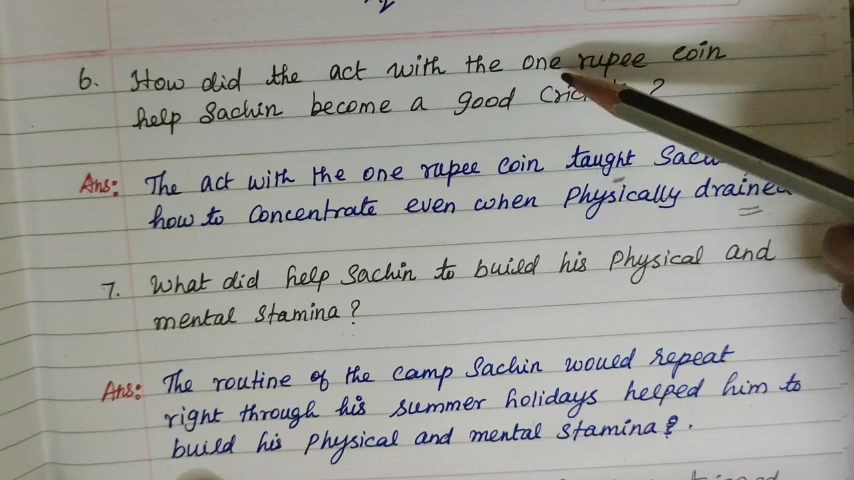 6. How did the act with the one rupee coin
help Sachin become a good ?
Ans: The act with the one rupee coin taught
how to Concentrate even when Physically drained
7. What did help Sachin to build his Physical and
mental Stamina?
Ans: The routine of the camp Sachin would repeat
right through his summer holidays helped him to
build his Physical and mental Stamina.